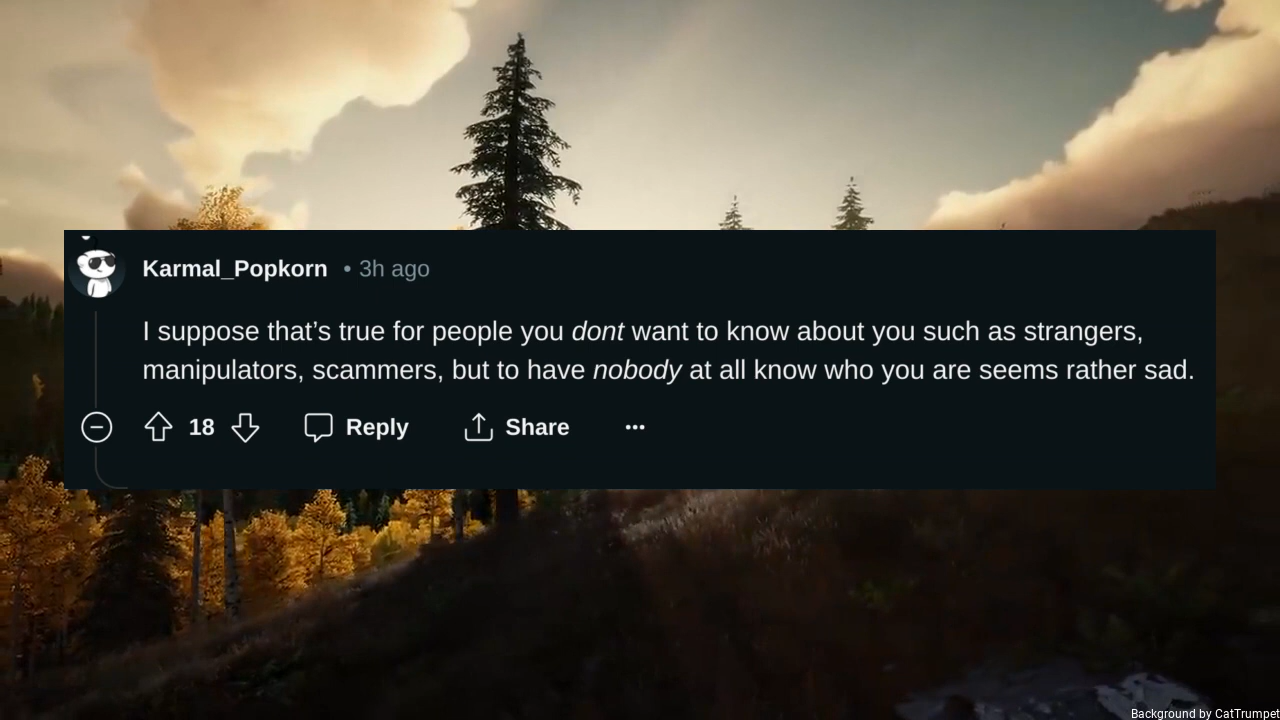 Karmal_Popkorn • 3h ago
I suppose that’s true for people you dont want to know about you such as strangers,
manipulators, scammers, but to have nobody at all know who you are seems rather sad.
18 Reply Share ...
Background by CatTrumpet